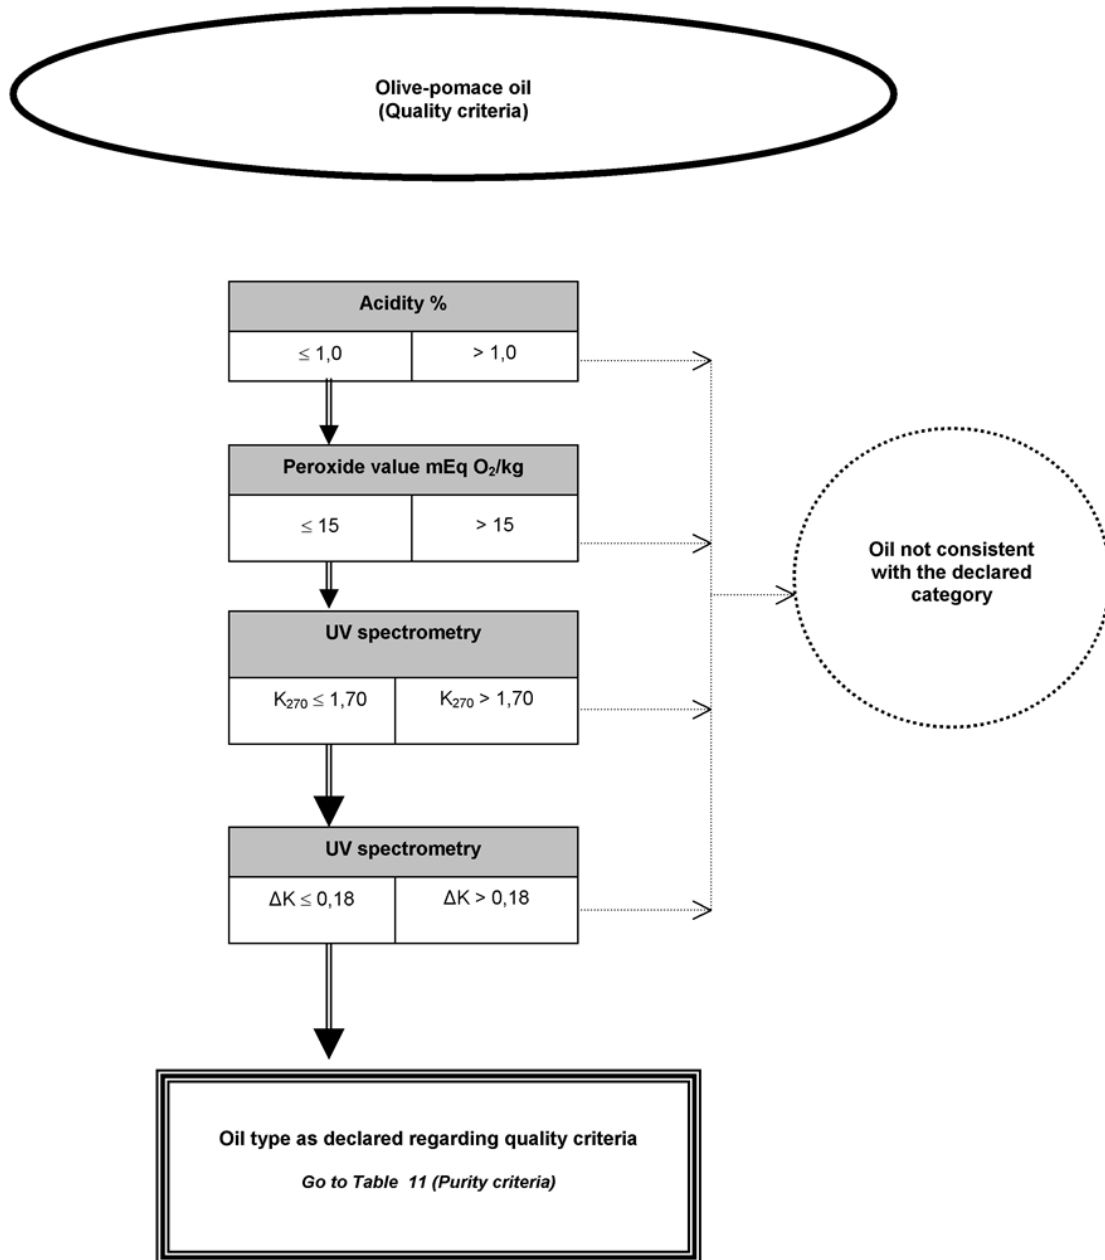 Olive-pomace oil
(Quality criteria)
Acidity %
≤ 1,0
> 1,0
Peroxide value mEq O₂/kg
≤ 15
> 15
Oil not consistent
with the declared
category
UV spectrometry
K₂₇₀ ≤ 1,70
K₂₇₀ > 1,70
UV spectrometry
ΔK ≤ 0,18
ΔK > 0,18
Oil type as declared regarding quality criteria
Go to Table 11 (Purity criteria)